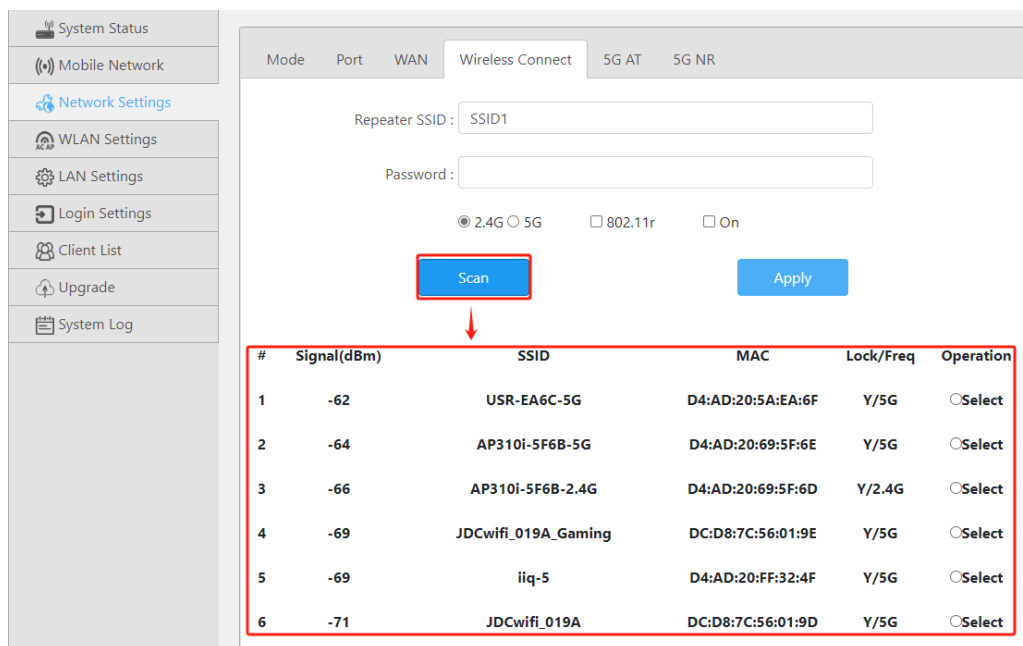 System Status
Mobile Network
Network Settings
WLAN Settings
LAN Settings
Login Settings
Client List
Upgrade
System Log
Mode Port WAN Wireless Connect 5G AT 5G NR
Repeater SSID : SSID1
Password :
2.4G 5G 802.11r On
Scan Apply
# Signal(dBm) SSID MAC Lock/Freq Operation
1 -62 USR-EA6C-5G D4:AD:20:5A:EA:6F Y/5G Select
2 -64 AP310i-5F6B-5G D4:AD:20:69:5F:6E Y/5G Select
3 -66 AP310i-5F6B-2.4G D4:AD:20:69:5F:6D Y/2.4G Select
4 -69 JDCwifi_019A_Gaming DC:D8:7C:56:01:9E Y/5G Select
5 -69 iiq-5 D4:AD:20:FF:32:4F Y/5G Select
6 -71 JDCwifi_019A DC:D8:7C:56:01:9D Y/5G Select